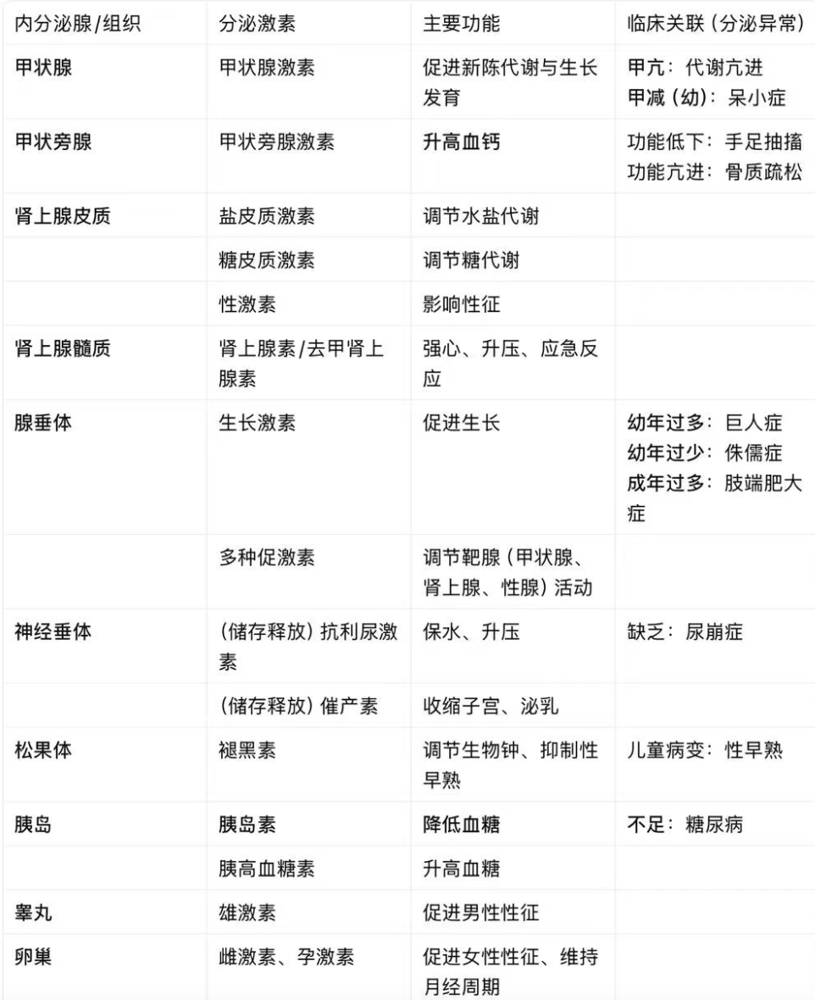 内分泌腺/组织 分泌激素 主要功能 临床关联（分泌异常）
甲状腺 甲状腺激素 促进新陈代谢与生长 甲亢：代谢亢进
发育 甲减（幼）：呆小症
甲状旁腺 甲状旁腺激素 升高血钙 功能低下：手足抽搐
功能亢进：骨质疏松
肾上腺皮质 盐皮质激素 调节水盐代谢
糖皮质激素 调节糖代谢
性激素 影响性征
肾上腺髓质 肾上腺素/去甲肾上 强心、升压、应急反
腺素 应
腺垂体 生长激素 促进生长 幼年过多：巨人症
幼年过少：侏儒症
成年过多：肢端肥大
症
多种促激素 调节靶腺（甲状腺、
肾上腺、性腺）活动
神经垂体 （储存释放）抗利尿激 保水、升压 缺乏：尿崩症
素
（储存释放）催产素 收缩子宫、泌乳
松果体 褪黑素 调节生物钟、抑制性 儿童病变：性早熟
早熟
胰岛 胰岛素 降低血糖 不足：糖尿病
胰高血糖素 升高血糖
睾丸 雄激素 促进男性性征
卵巢 雌激素、孕激素 促进女性性征、维持
月经周期